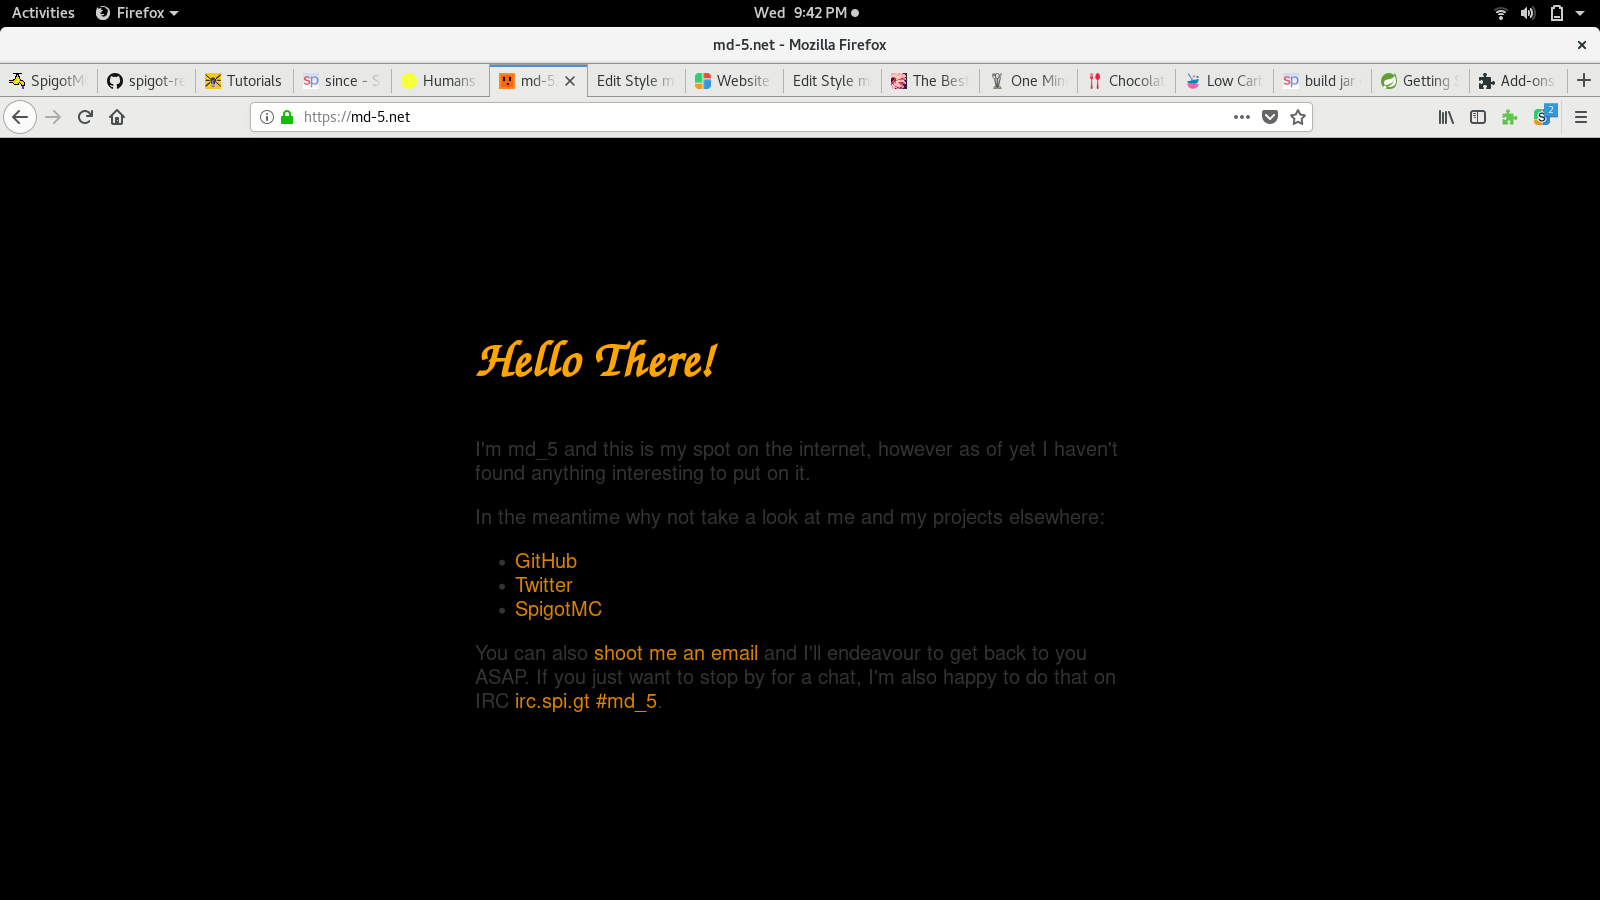 Activities Firefox Wed 9:42 PM
md-5.net - Mozilla Firefox
SpigotM spigot-re Tutorials since - S Humans md-5. Edit Style m Website Edit Style m The Best One Min Chocolat Low Carb build jar Getting S Add-ons
https://md-5.net
2
Hello There!
I'm md_5 and this is my spot on the internet, however as of yet I haven't
found anything interesting to put on it.
In the meantime why not take a look at me and my projects elsewhere:
• GitHub
• Twitter
• SpigotMC
You can also shoot me an email and I'll endeavour to get back to you
ASAP. If you just want to stop by for a chat, I'm also happy to do that on
IRC irc.spi.gt #md_5.